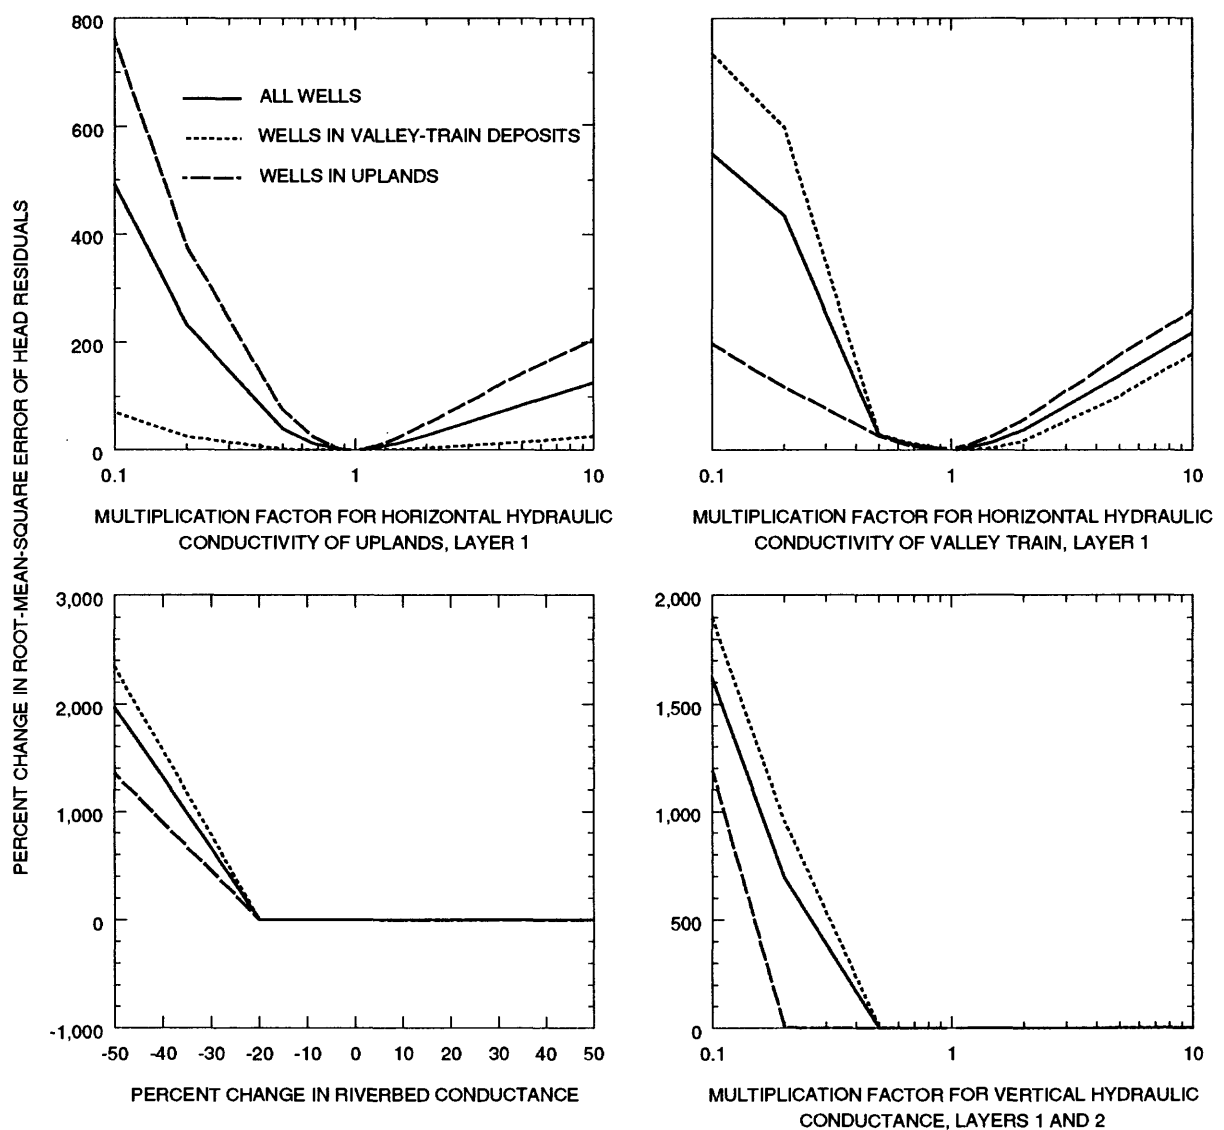 PERCENT CHANGE IN ROOT-MEAN-SQUARE ERROR OF HEAD RESIDUALS
800
600
400
200
0
ALL WELLS
WELLS IN VALLEY-TRAIN DEPOSITS
WELLS IN UPLANDS
0.1 1 10
MULTIPLICATION FACTOR FOR HORIZONTAL HYDRAULIC
CONDUCTIVITY OF UPLANDS, LAYER 1
0.1 1 10
MULTIPLICATION FACTOR FOR HORIZONTAL HYDRAULIC
CONDUCTIVITY OF VALLEY TRAIN, LAYER 1
3,000
2,000
1,000
0
-1,000
-50 -40 -30 -20 -10 0 10 20 30 40 50
PERCENT CHANGE IN RIVERBED CONDUCTANCE
2,000
1,500
1,000
500
0
0.1 1 10
MULTIPLICATION FACTOR FOR VERTICAL HYDRAULIC
CONDUCTANCE, LAYERS 1 AND 2